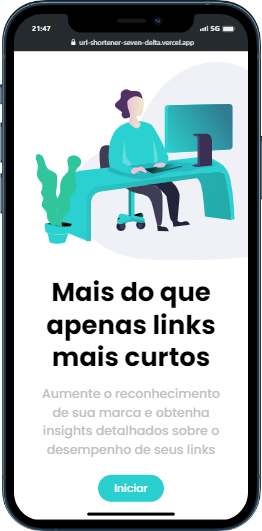 21:47
5G
url-shortener-seven-delta.vercel.app
Mais do que
apenas links
mais curtos
Aumente o reconhecimento
de sua marca e obtenha
insights detalhados sobre o
desempenho de seus links
Iniciar